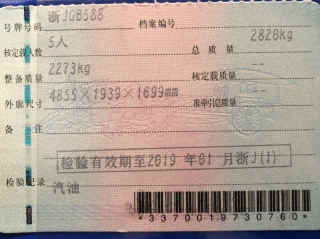 号牌号码 浙JGB588 档案编号
核定载人数 5人 总质量 2820kg
整备质量 2273kg 核定载质量 --
外廓尺寸 4855×1939×1699mm 准牵引总质量 --
备注
检验有效期至2019年01月浙J(1)
检验记录 汽油
*3370019730760*